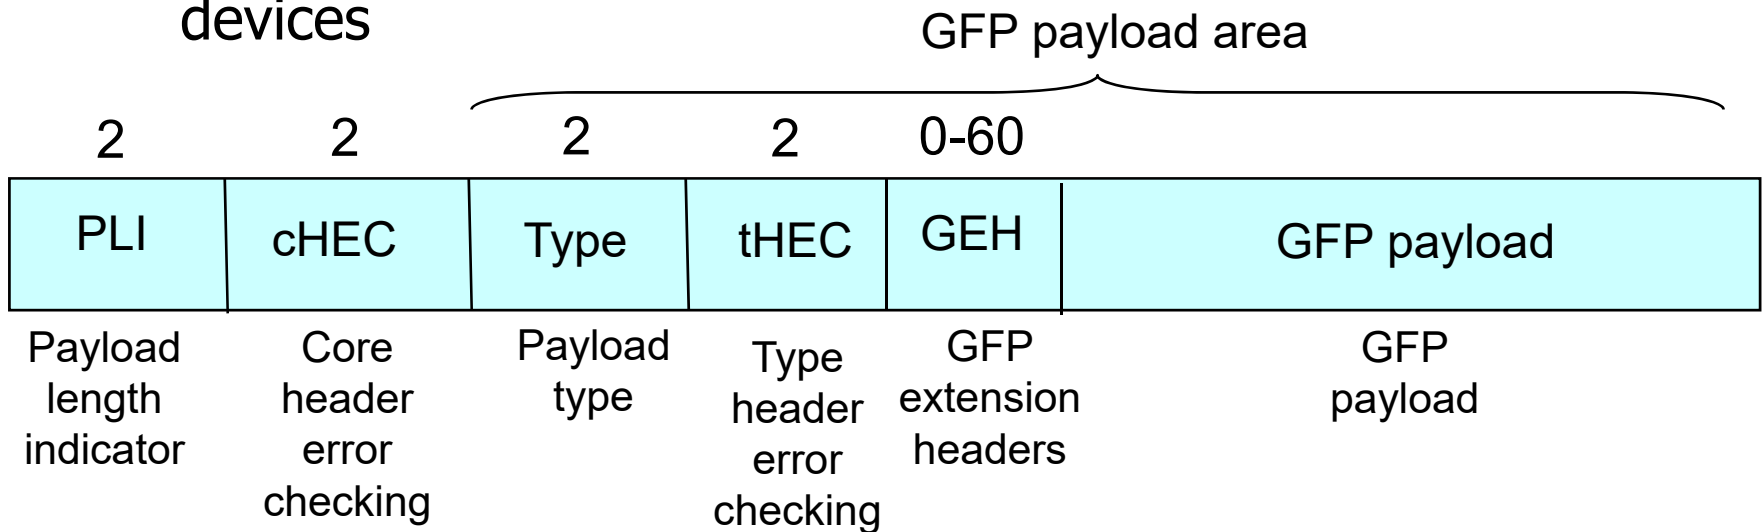 devices
GFP payload area
2 2 2 2 0-60
PLI cHEC Type tHEC GEH GFP payload
Payload
length
indicator
Core
header
error
checking
Payload
type
Type
header
error
checking
GFP
extension
headers
GFP
payload